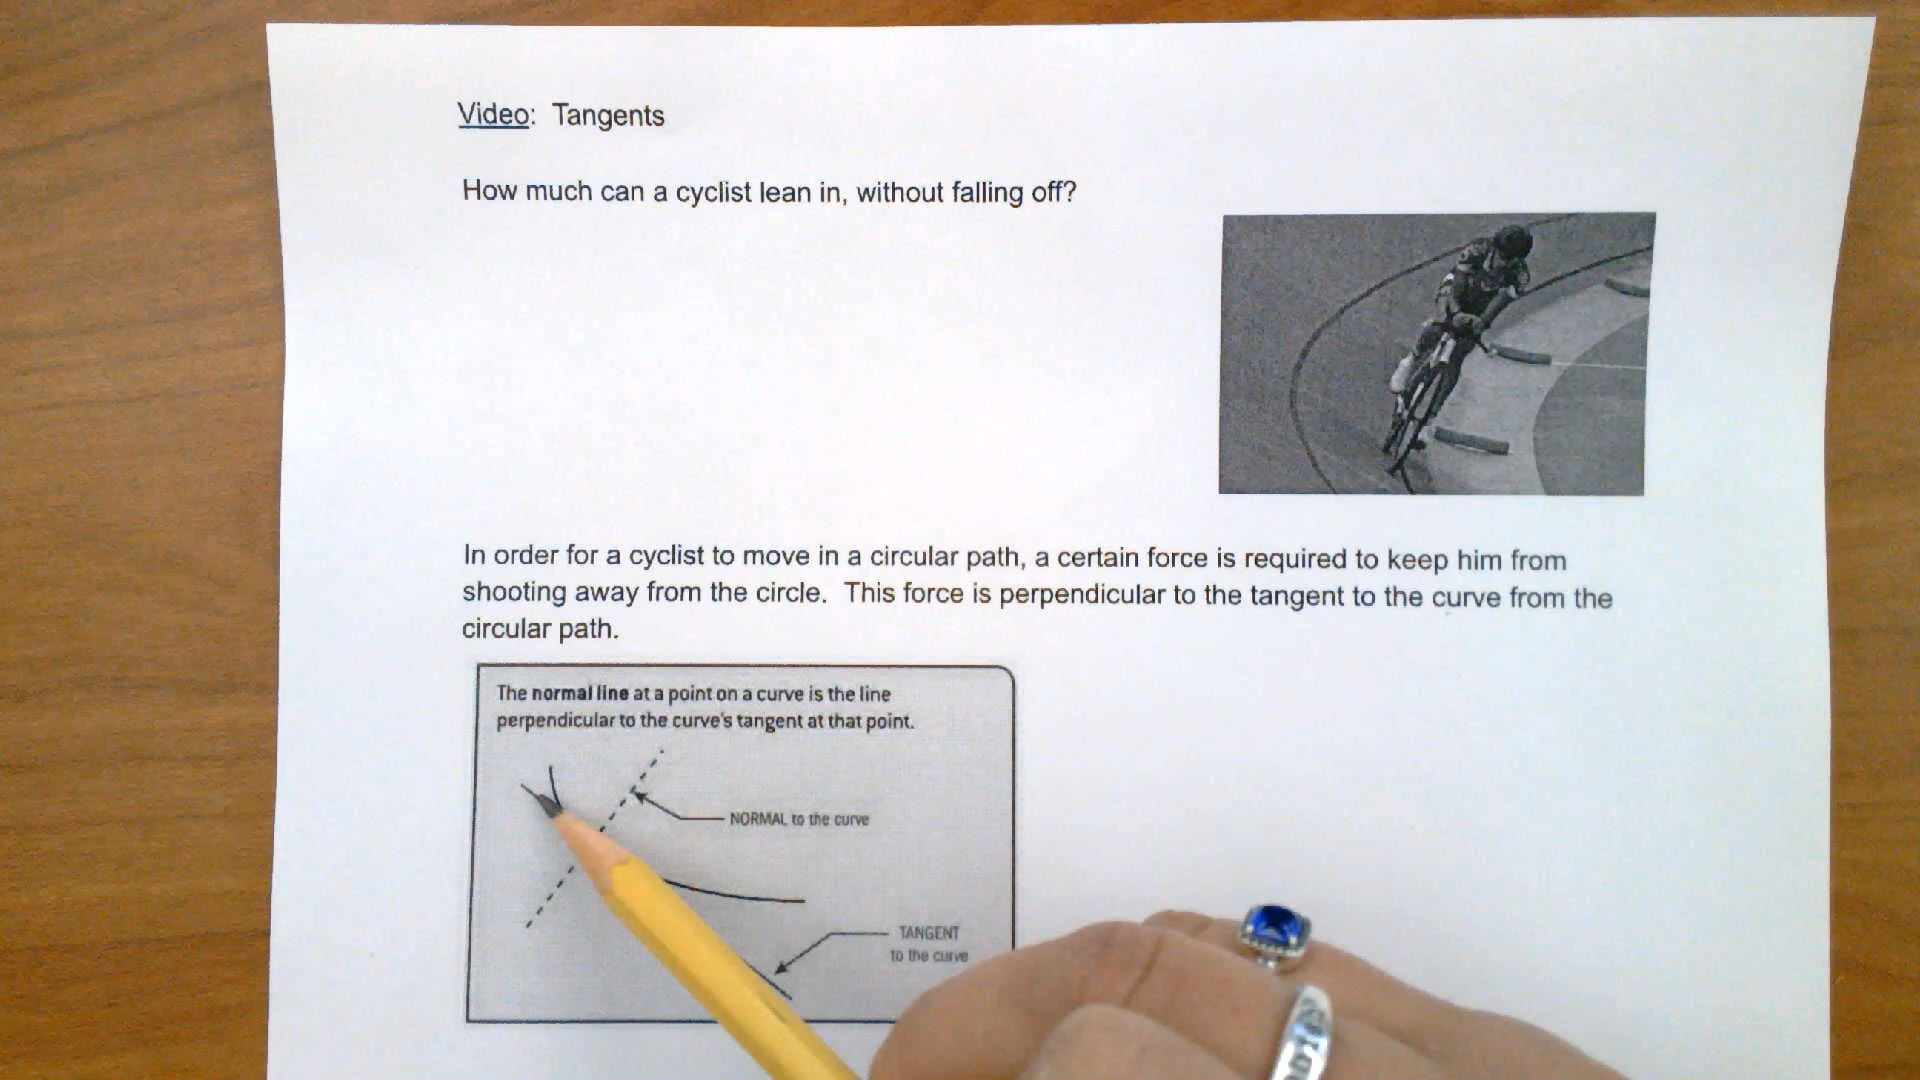 Video: Tangents
How much can a cyclist lean in, without falling off?
In order for a cyclist to move in a circular path, a certain force is required to keep him from
shooting away from the circle. This force is perpendicular to the tangent to the curve from the
circular path.
The normal line at a point on a curve is the line
perpendicular to the curve's tangent at that point.
NORMAL to the curve
TANGENT
to the curve